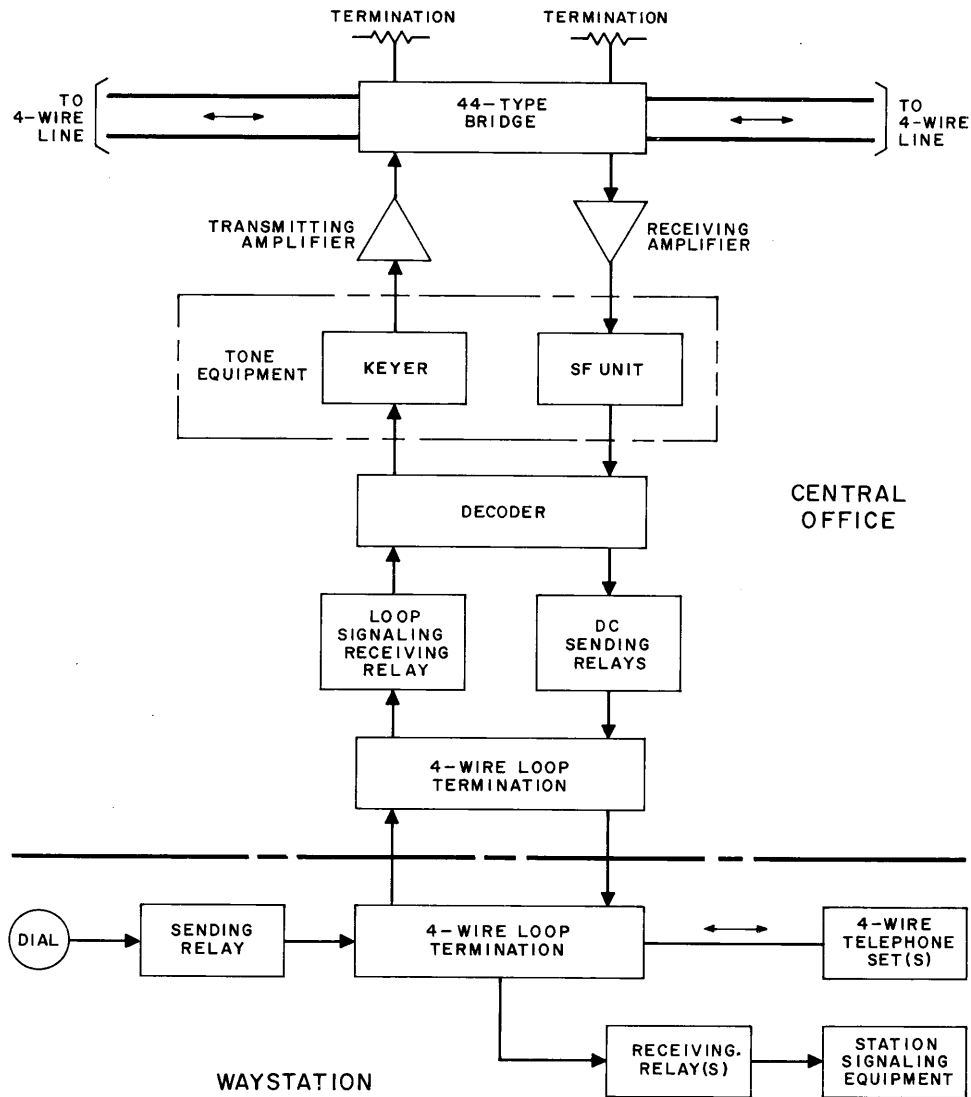 TERMINATION
TERMINATION
TO
4-WIRE
LINE
44-TYPE
BRIDGE
TO
4-WIRE
LINE
TRANSMITTING
AMPLIFIER
RECEIVING
AMPLIFIER
TONE
EQUIPMENT
KEYER
SF UNIT
DECODER
CENTRAL
OFFICE
LOOP
SIGNALING
RECEIVING
RELAY
DC
SENDING
RELAYS
4-WIRE LOOP
TERMINATION
DIAL
SENDING
RELAY
4-WIRE LOOP
TERMINATION
4-WIRE
TELEPHONE
SET(S)
RECEIVING.
RELAY(S)
STATION
SIGNALING
EQUIPMENT
WAYSTATION